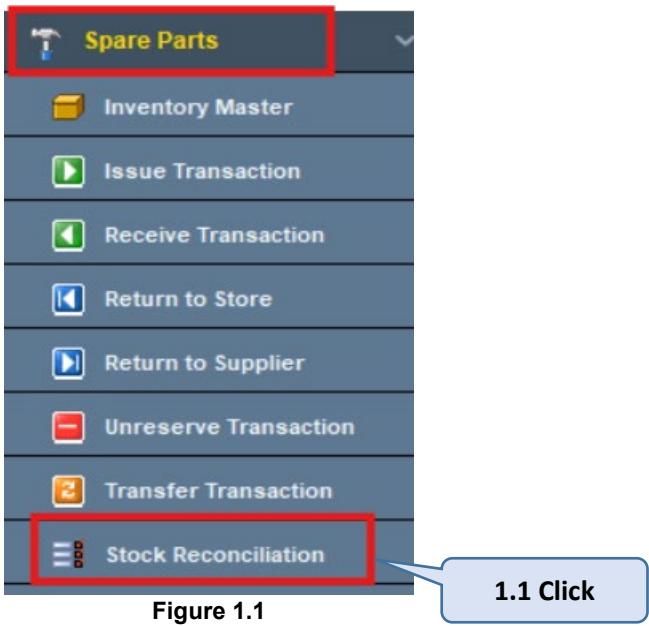 Spare Parts
Inventory Master
Issue Transaction
Receive Transaction
Return to Store
Return to Supplier
Unreserve Transaction
Transfer Transaction
Stock Reconciliation
1.1 Click
Figure 1.1